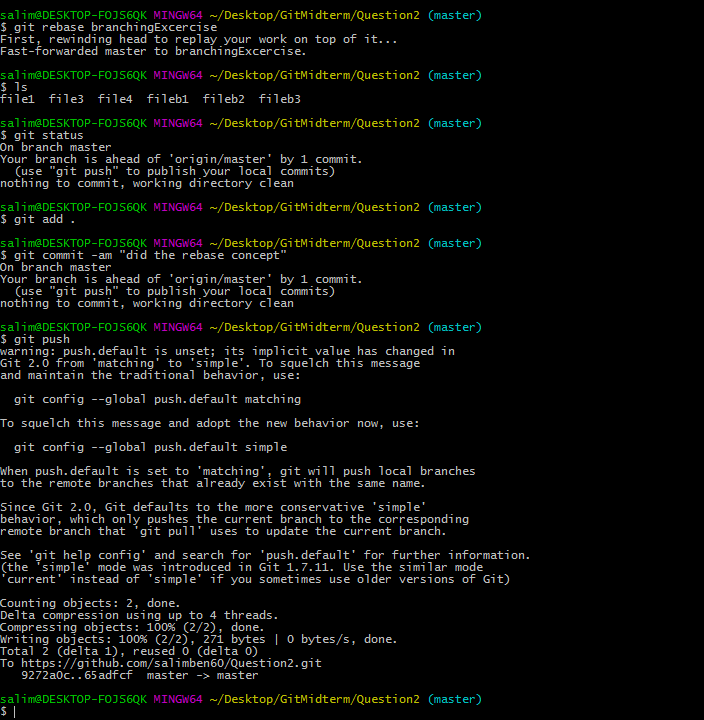 salim@DESKTOP-FOJS6QK MINGW64 ~/Desktop/GitMidterm/Question2 (master)
$ git rebase branchingExcercise
First, rewinding head to replay your work on top of it...
Fast-forwarded master to branchingExcercise.
salim@DESKTOP-FOJS6QK MINGW64 ~/Desktop/GitMidterm/Question2 (master)
$ ls
file1  file3  file4  fileb1  fileb2  fileb3
salim@DESKTOP-FOJS6QK MINGW64 ~/Desktop/GitMidterm/Question2 (master)
$ git status
On branch master
Your branch is ahead of 'origin/master' by 1 commit.
  (use "git push" to publish your local commits)
nothing to commit, working directory clean
salim@DESKTOP-FOJS6QK MINGW64 ~/Desktop/GitMidterm/Question2 (master)
$ git add .
salim@DESKTOP-FOJS6QK MINGW64 ~/Desktop/GitMidterm/Question2 (master)
$ git commit -am "did the rebase concept"
On branch master
Your branch is ahead of 'origin/master' by 1 commit.
  (use "git push" to publish your local commits)
nothing to commit, working directory clean
salim@DESKTOP-FOJS6QK MINGW64 ~/Desktop/GitMidterm/Question2 (master)
$ git push
warning: push.default is unset; its implicit value has changed in
Git 2.0 from 'matching' to 'simple'. To squelch this message
and maintain the traditional behavior, use:
  git config --global push.default matching
To squelch this message and adopt the new behavior now, use:
  git config --global push.default simple
When push.default is set to 'matching', git will push local branches
to the remote branches that already exist with the same name.
Since Git 2.0, Git defaults to the more conservative 'simple'
behavior, which only pushes the current branch to the corresponding
remote branch that 'git pull' uses to update the current branch.
See 'git help config' and search for 'push.default' for further information.
(the 'simple' mode was introduced in Git 1.7.11. Use the similar mode
'current' instead of 'simple' if you sometimes use older versions of Git)
Counting objects: 2, done.
Delta compression using up to 4 threads.
Compressing objects: 100% (2/2), done.
Writing objects: 100% (2/2), 271 bytes | 0 bytes/s, done.
Total 2 (delta 1), reused 0 (delta 0)
To https://github.com/salimben60/Question2.git
   9272a0c..65adfcf  master -> master
salim@DESKTOP-FOJS6QK MINGW64 ~/Desktop/GitMidterm/Question2 (master)
$